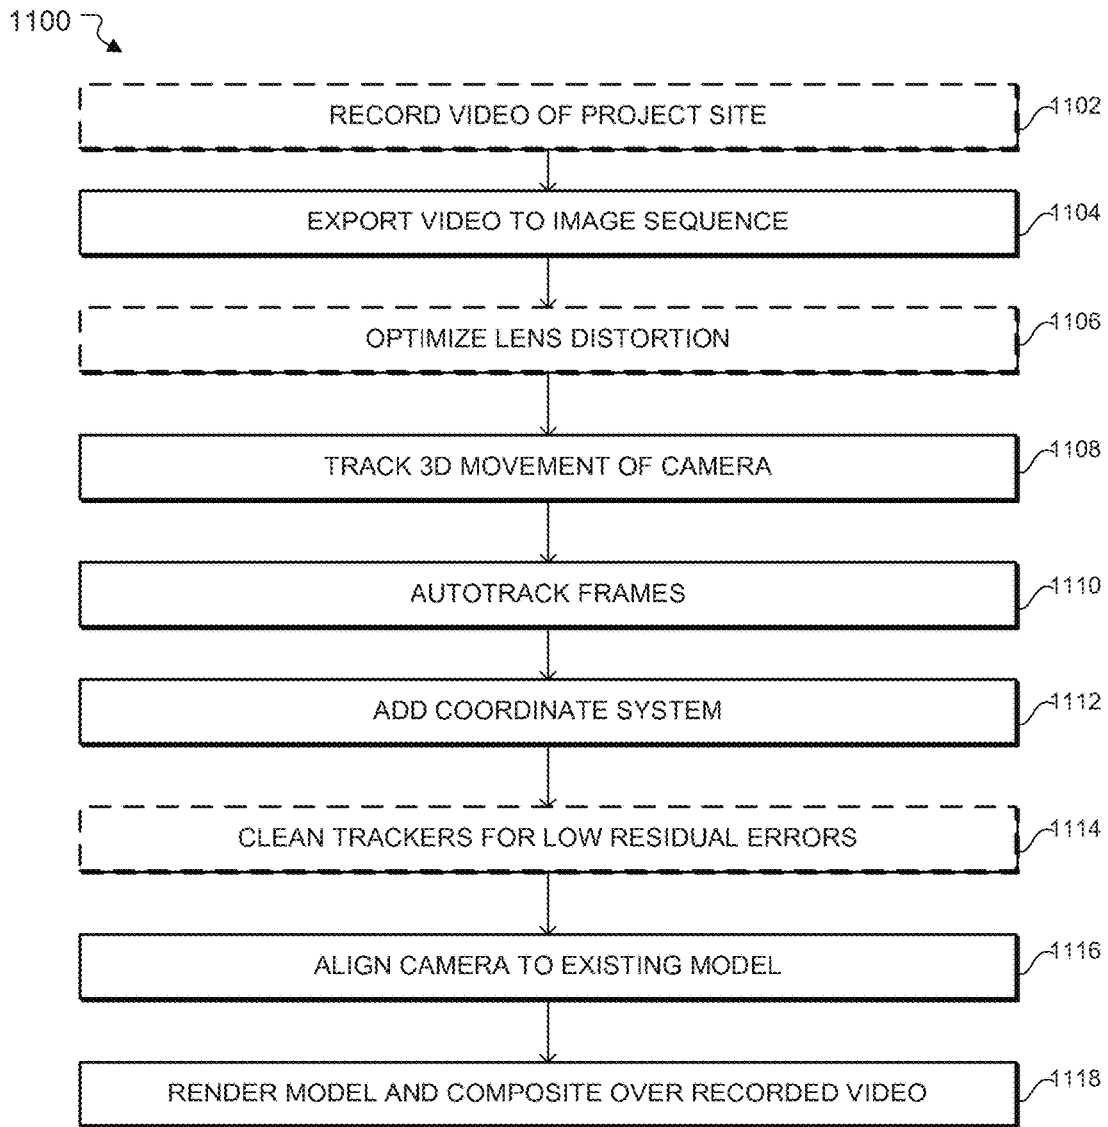 1100
RECORD VIDEO OF PROJECT SITE
1102
EXPORT VIDEO TO IMAGE SEQUENCE
1104
OPTIMIZE LENS DISTORTION
1106
TRACK 3D MOVEMENT OF CAMERA
1108
AUTOTRACK FRAMES
1110
ADD COORDINATE SYSTEM
1112
CLEAN TRACKERS FOR LOW RESIDUAL ERRORS
1114
ALIGN CAMERA TO EXISTING MODEL
1116
RENDER MODEL AND COMPOSITE OVER RECORDED VIDEO
1118